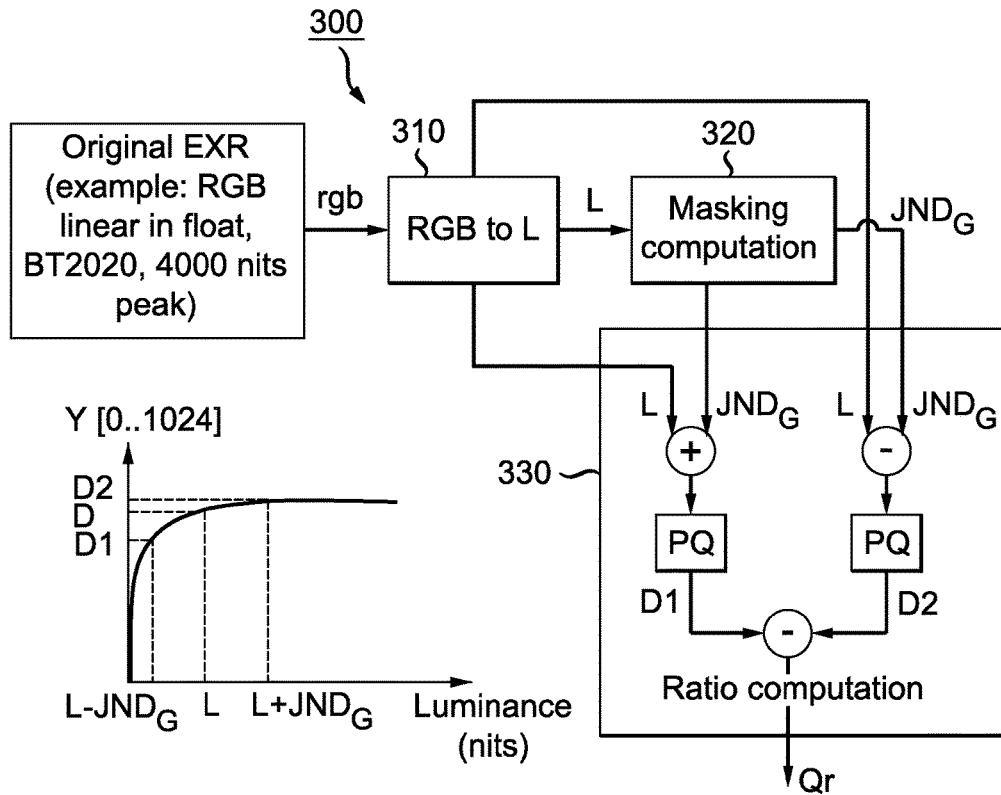 300
Original EXR
(example: RGB
linear in float,
BT2020, 4000 nits
peak)
rgb
310
RGB to L
L
320
Masking
computation
JND_G
L
JND_G
L
JND_G
330
+
-
PQ
PQ
D1
D2
-
Ratio computation
Qr
Y [0..1024]
D2
D
D1
L-JND_G
L
L+JND_G
Luminance
(nits)